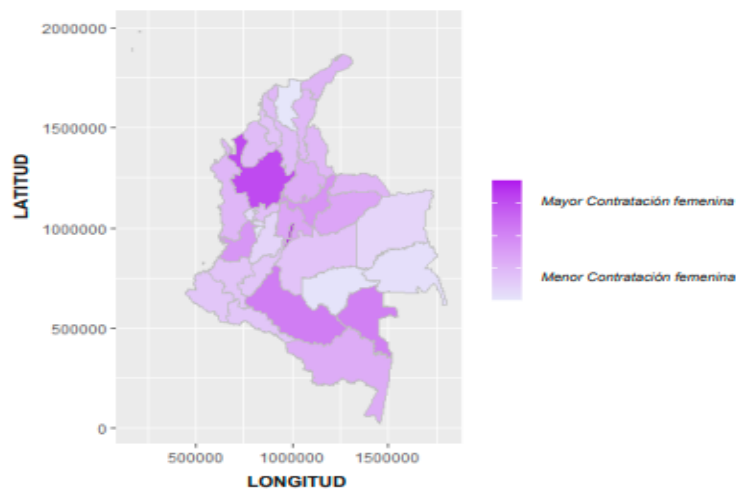 2000000
1500000
1000000
500000
0
LATITUD
500000
1000000
1500000
LONGITUD
Mayor Contratación femenina
Menor Contratación femenina